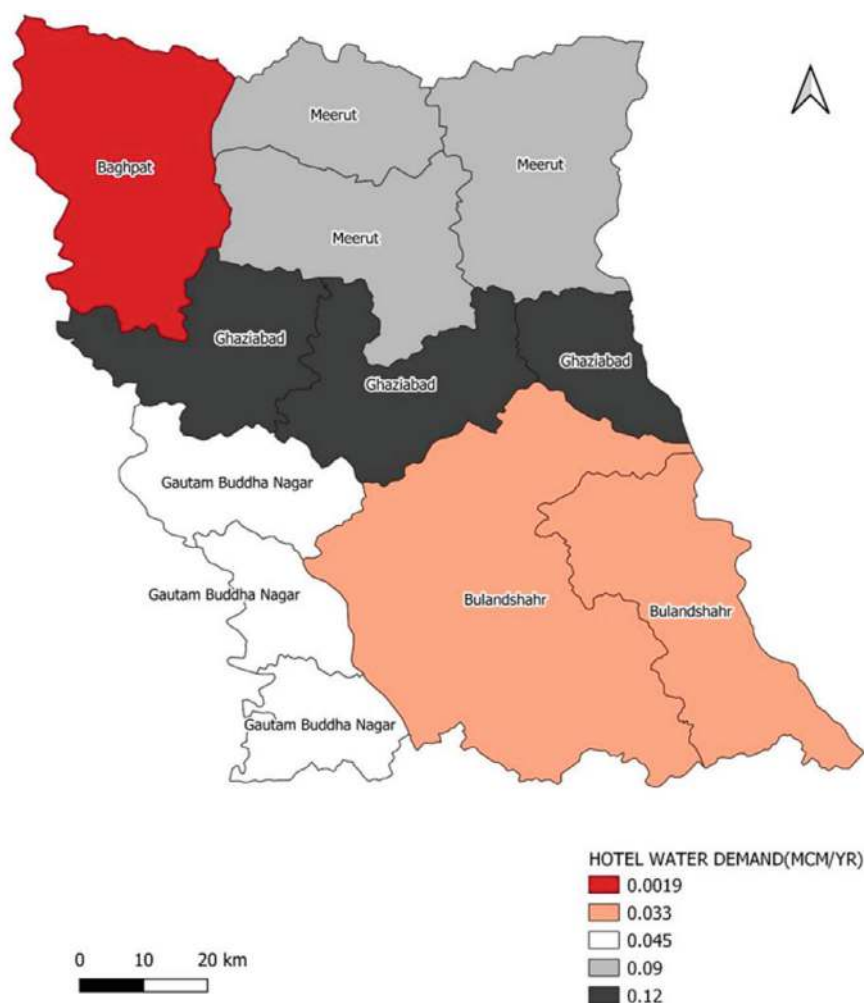 Meerut
Baghpat
Meerut
Meerut
Ghaziabad
Ghaziabad
Ghaziabad
Gautam Buddha Nagar
Gautam Buddha Nagar
Bulandshahr
Bulandshahr
Gautam Buddha Nagar
HOTEL WATER DEMAND(MCM/YR)
0.0019
0.033
0.045
0.09
0.12
0 10 20 km